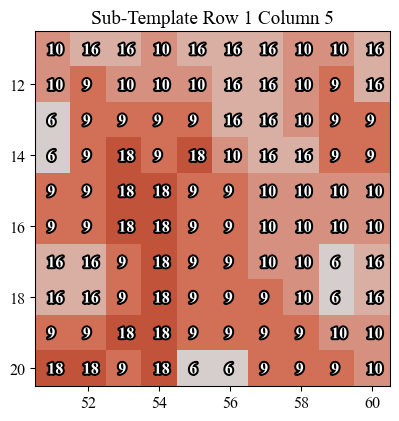 Sub-Template Row 1 Column 5
10 16 16 10 16 16 16 10 10 16
12 10 9 10 10 10 16 16 10 9 16
6 9 9 9 9 16 16 10 9 9
14 6 9 18 9 18 10 16 16 9 9
9 9 18 18 9 9 10 10 10 10
16 9 9 18 18 9 9 10 10 10 10
16 16 9 18 9 9 10 10 6 16
18 16 16 9 18 9 9 9 10 6 16
9 9 18 18 9 9 9 9 10 10
20 18 18 9 18 6 6 9 9 9 10
52 54 56 58 60